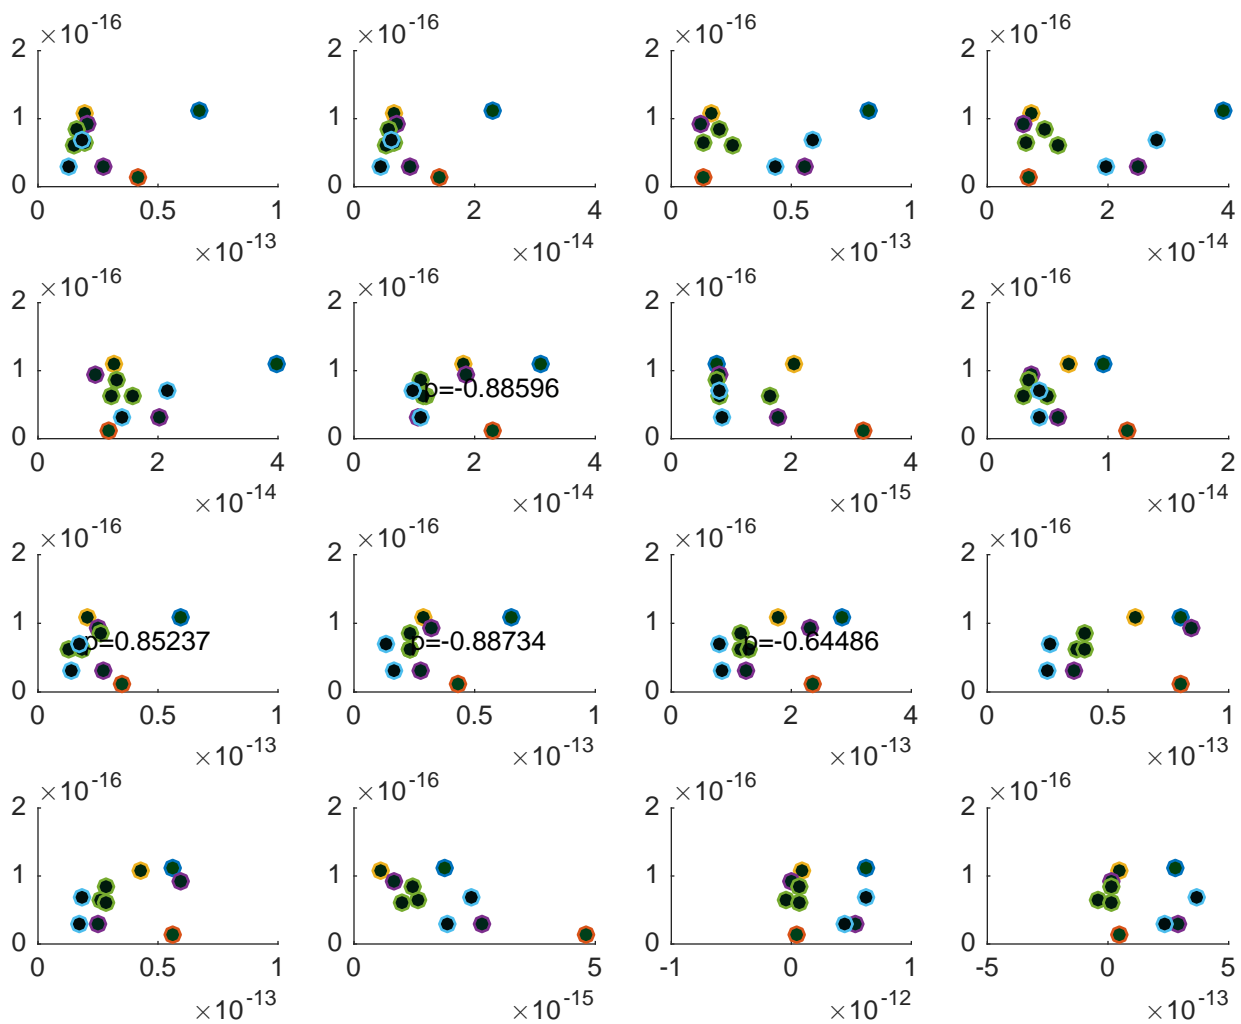 ×10-16 ×10-16 ×10-16 ×10-16
2 2 2 2
1 1 1 1
0 0 0 0
0 0.5 1 0 2 4 0 0.5 1 0 2 4
×10-13 ×10-14 ×10-13 ×10-14
×10-16 ×10-16 ×10-16 ×10-16
2 2 2 2
1 1 1 1
p=-0.88596
0 0 0 0
0 2 4 0 2 4 0 2 4 0 1 2
×10-14 ×10-14 ×10-15 ×10-14
×10-16 ×10-16 ×10-16 ×10-16
2 2 2 2
1 1 1 1
p=0.85237 p=-0.88734 p=-0.64486
0 0 0 0
0 0.5 1 0 0.5 1 0 2 4 0 0.5 1
×10-13 ×10-13 ×10-13 ×10-13
×10-16 ×10-16 ×10-16 ×10-16
2 2 2 2
1 1 1 1
0 0 0 0
0 0.5 1 0 5 -1 0 1 -5 0 5
×10-13 ×10-15 ×10-12 ×10-13